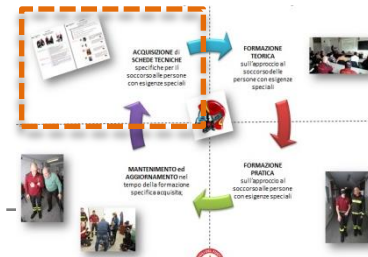 ACQUISIZIONE di
SCHEDE TECNICHE
specifiche per il
soccorso alle persone
con esigenze speciali
FORMAZIONE
TEORICA
sull'approccio al
soccorso delle
persone con esigenze
speciali
MANTENIMENTO ed
AGGIORNAMENTO nel
tempo della formazione
specifica acquisita;
FORMAZIONE
PRATICA
sull'approccio al
soccorso alle persone
con esigenze speciali